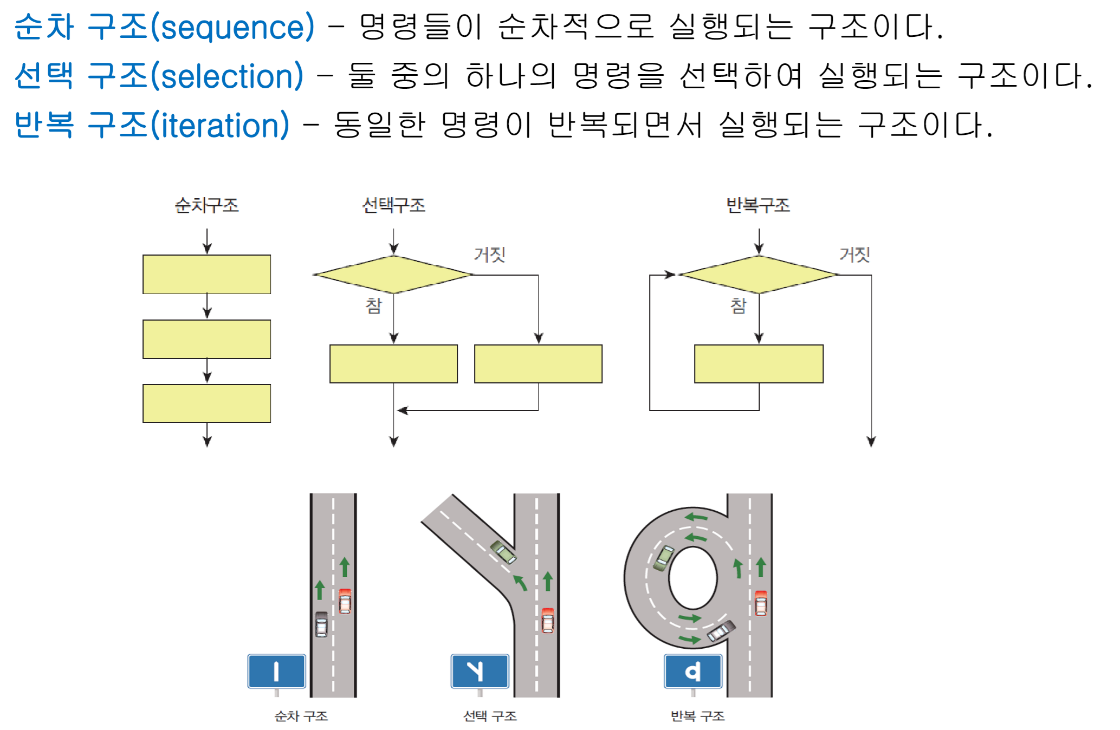 순차 구조(sequence) – 명령들이 순차적으로 실행되는 구조이다.
선택 구조(selection) – 둘 중의 하나의 명령을 선택하여 실행되는 구조이다.
반복 구조(iteration) – 동일한 명령이 반복되면서 실행되는 구조이다.
순차구조
선택구조
반복구조
거짓
거짓
참
참
순차 구조
선택 구조
반복 구조